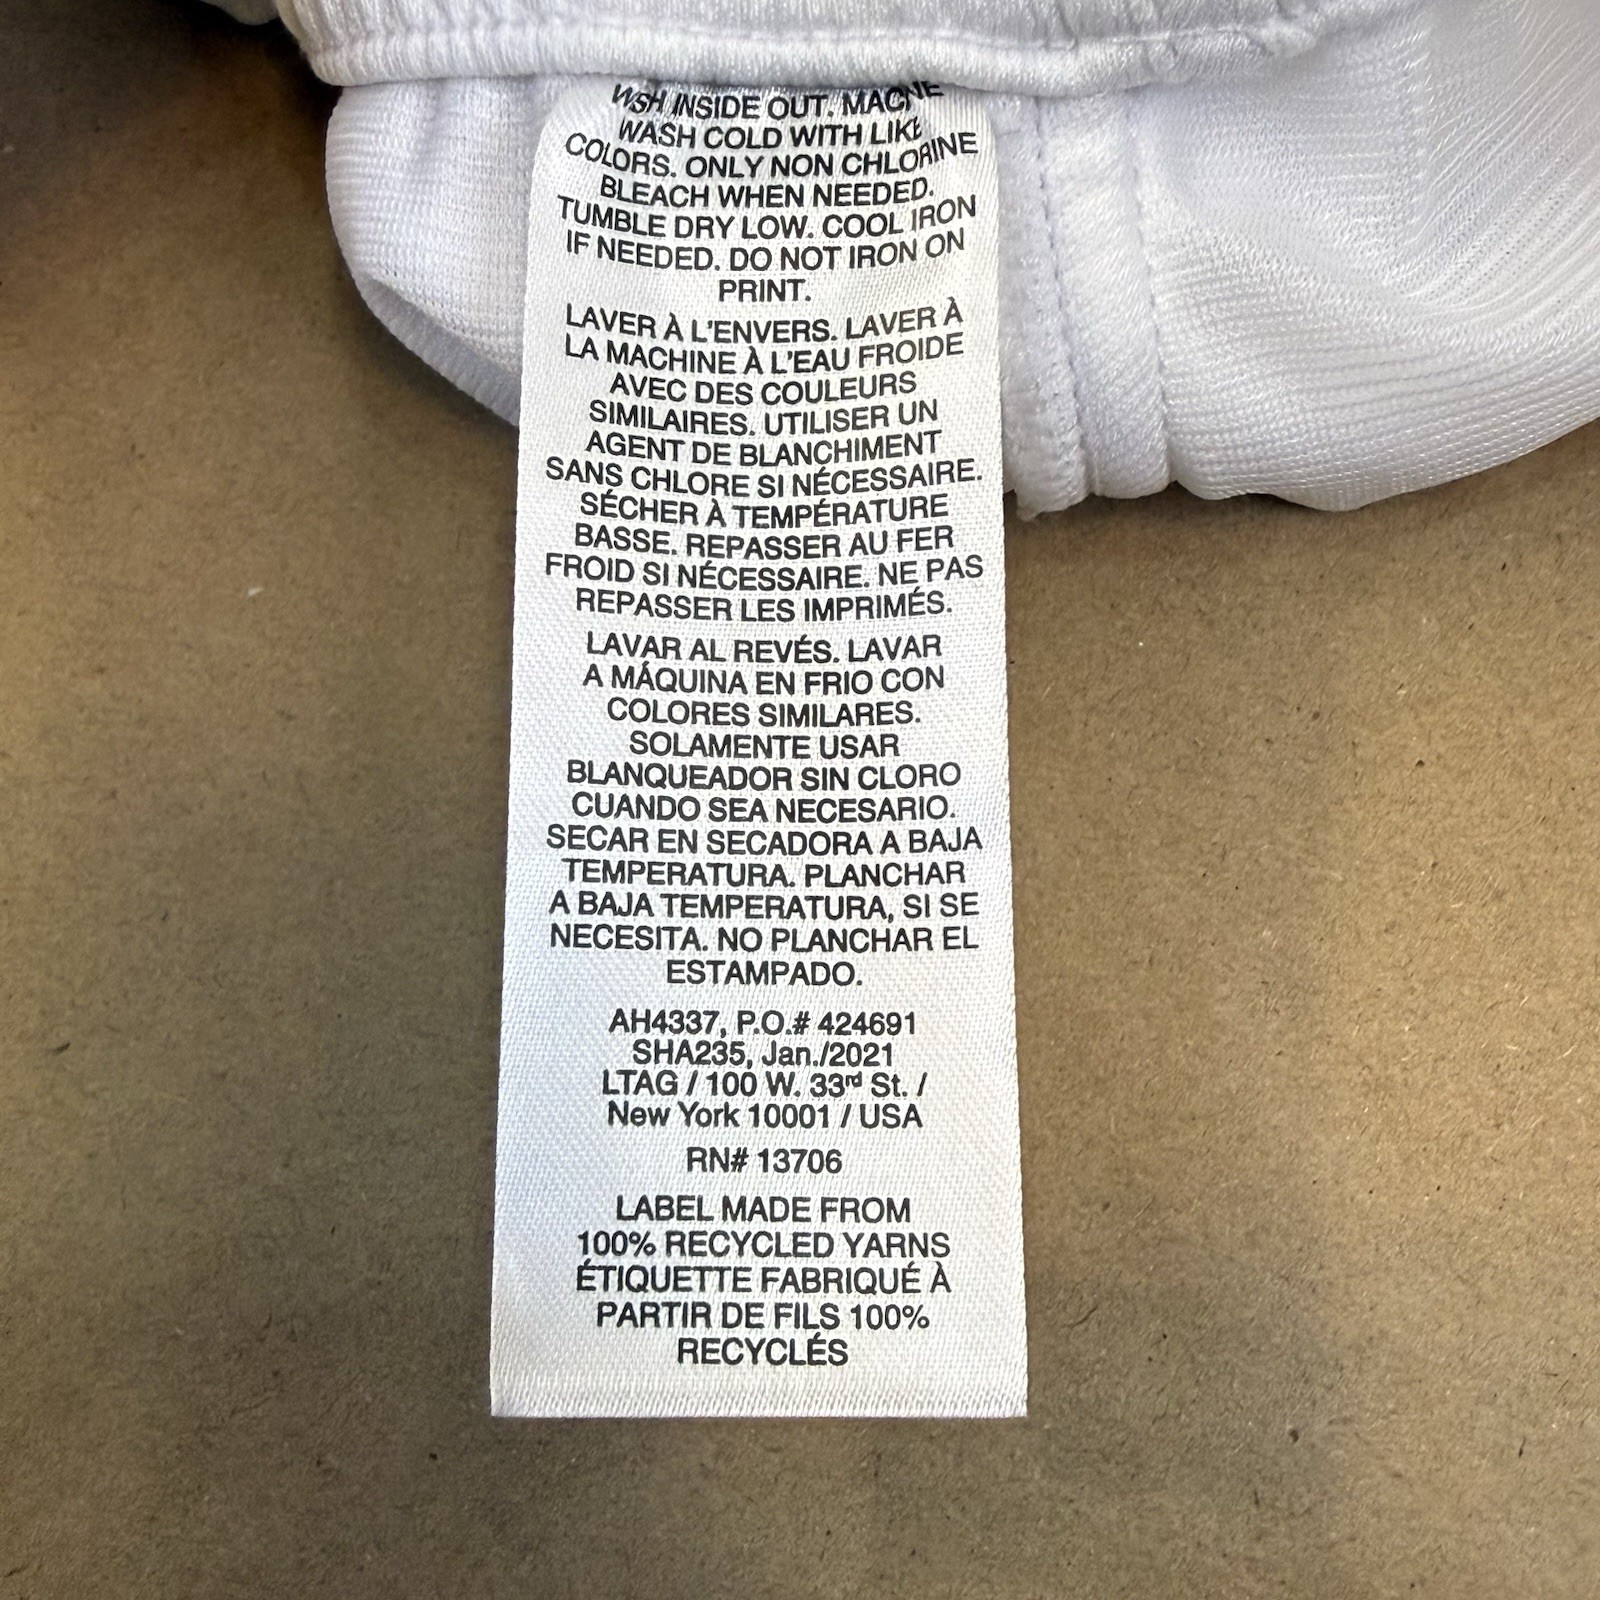 WASH INSIDE OUT. MACHINE
WASH COLD WITH LIKE
COLORS. ONLY NON CHLORINE
BLEACH WHEN NEEDED.
TUMBLE DRY LOW. COOL IRON
IF NEEDED. DO NOT IRON ON
PRINT.
LAVER À L'ENVERS. LAVER À
LA MACHINE À L'EAU FROIDE
AVEC DES COULEURS
SIMILAIRES. UTILISER UN
AGENT DE BLANCHIMENT
SANS CHLORE SI NÉCESSAIRE.
SÉCHER À TEMPÉRATURE
BASSE. REPASSER AU FER
FROID SI NÉCESSAIRE. NE PAS
REPASSER LES IMPRIMÉS.
LAVAR AL REVÉS. LAVAR
A MÁQUINA EN FRIO CON
COLORES SIMILARES.
SOLAMENTE USAR
BLANQUEADOR SIN CLORO
CUANDO SEA NECESARIO.
SECAR EN SECADORA A BAJA
TEMPERATURA. PLANCHAR
A BAJA TEMPERATURA, SI SE
NECESITA. NO PLANCHAR EL
ESTAMPADO.
AH4337, P.O.# 424691
SHA235, Jan./2021
LTAG / 100 W. 33rd St. /
New York 10001 / USA
RN# 13706
LABEL MADE FROM
100% RECYCLED YARNS
ÉTIQUETTE FABRIQUÉ À
PARTIR DE FILS 100%
RECYCLÉS